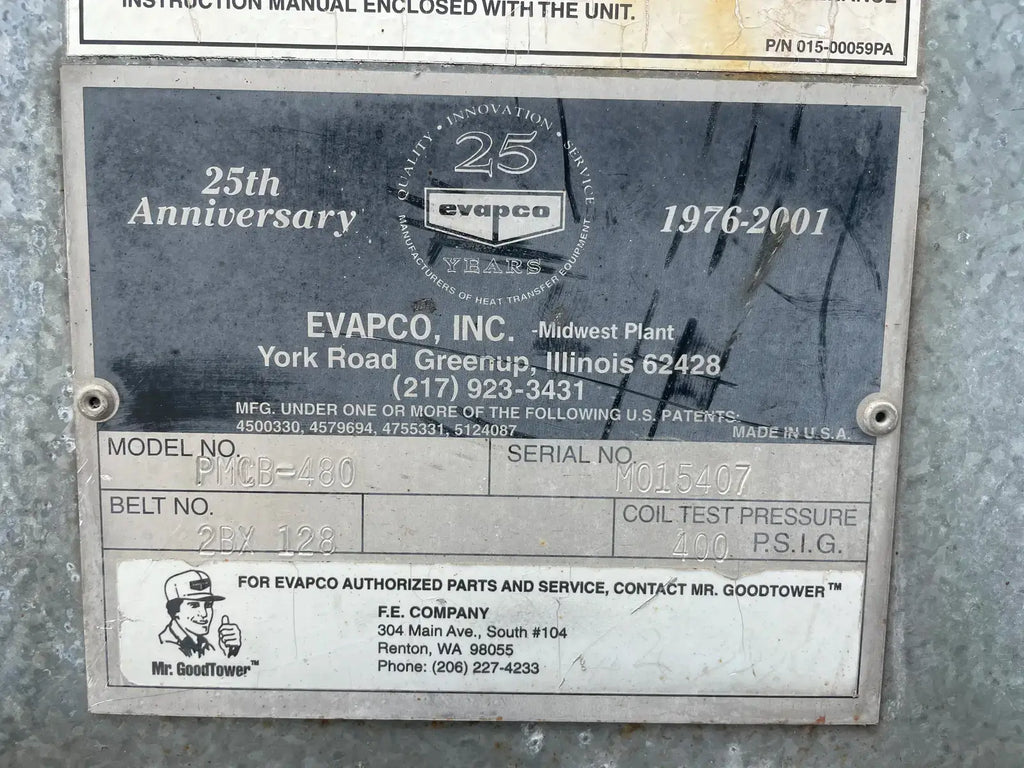 INSTRUCTION MANUAL ENCLOSED WITH THE UNIT.
P/N 015-00059PA
QUALITY · INNOVATION · SERVICE
25
25th
Anniversary
evapco
1976-2001
YEARS
MANUFACTURERS OF HEAT TRANSFER EQUIPMENT
EVAPCO, INC. -Midwest Plant
York Road Greenup, Illinois 62428
(217) 923-3431
MFG. UNDER ONE OR MORE OF THE FOLLOWING U.S. PATENTS:
4500330, 4579694, 4755331, 5124087
MADE IN U.S.A.
MODEL NO. PMCB-480
SERIAL NO. M015407
BELT NO. 2BX 128
COIL TEST PRESSURE
400 P.S.I.G.
FOR EVAPCO AUTHORIZED PARTS AND SERVICE, CONTACT MR. GOODTOWER™
F.E. COMPANY
304 Main Ave., South #104
Renton, WA 98055
Phone: (206) 227-4233
Mr. GoodTower™